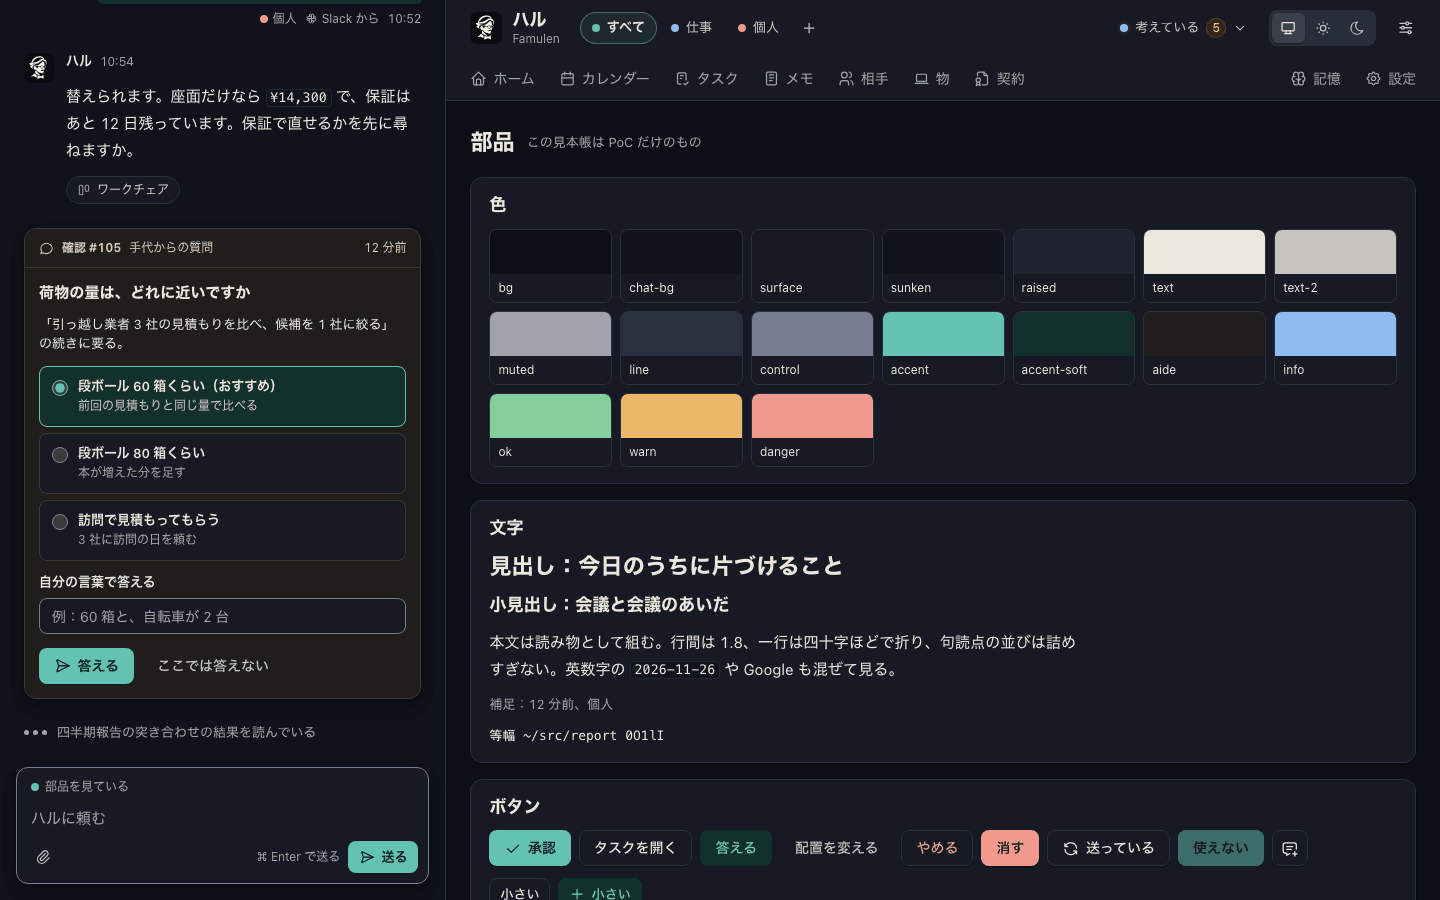 個人 Slack から 10:52
ハル 10:54
替えられます。座面だけなら ¥14,300 で、保証は
あと 12 日残っています。保証で直せるかを先に尋
ねますか。
ワークチェア
確認 #105 手代からの質問 12 分前
荷物の量は、どれに近いですか
「引っ越し業者 3 社の見積もりを比べ、候補を 1 社に絞る」
の続きに要る。
段ボール 60 箱くらい（おすすめ）
前回の見積もりと同じ量で比べる
段ボール 80 箱くらい
本が増えた分を足す
訪問で見積もってもらう
3 社に訪問の日を頼む
自分の言葉で答える
例：60 箱と、自転車が 2 台
答える ここでは答えない
四半期報告の突き合わせの結果を読んでいる
部品を見ている
ハルに頼む
⌘ Enter で送る 送る
ハル
Famulen
すべて 仕事 個人 +
考えている 5
ホーム カレンダー タスク メモ 相手 物 契約 記憶 設定
部品 この見本帳は PoC だけのもの
色
bg chat-bg surface sunken raised text text-2
muted line control accent accent-soft aide info
ok warn danger
文字
見出し：今日のうちに片づけること
小見出し：会議と会議のあいだ
本文は読み物として組む。行間は 1.8、一行は四十字ほどで折り、句読点の並びは詰め
すぎない。英数字の 2026-11-26 や Google も混ぜて見る。
補足：12 分前、個人
等幅 ~/src/report 0O1lI
ボタン
承認 タスクを開く 答える 配置を変える やめる 消す 送っている 使えない
小さい + 小さい